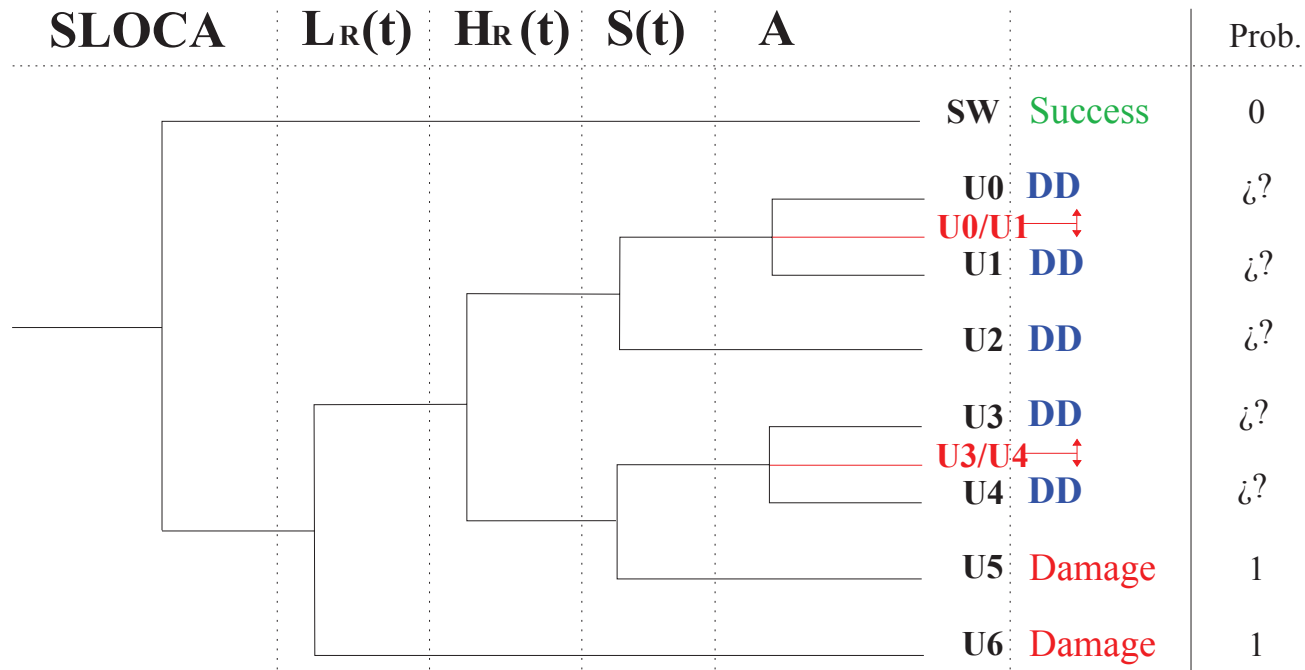 SLOCA LR(t) HR(t) S(t) A Prob.
SW Success 0
U0 DD ¿?
U0/U1
U1 DD ¿?
U2 DD ¿?
U3 DD ¿?
U3/U4
U4 DD ¿?
U5 Damage 1
U6 Damage 1